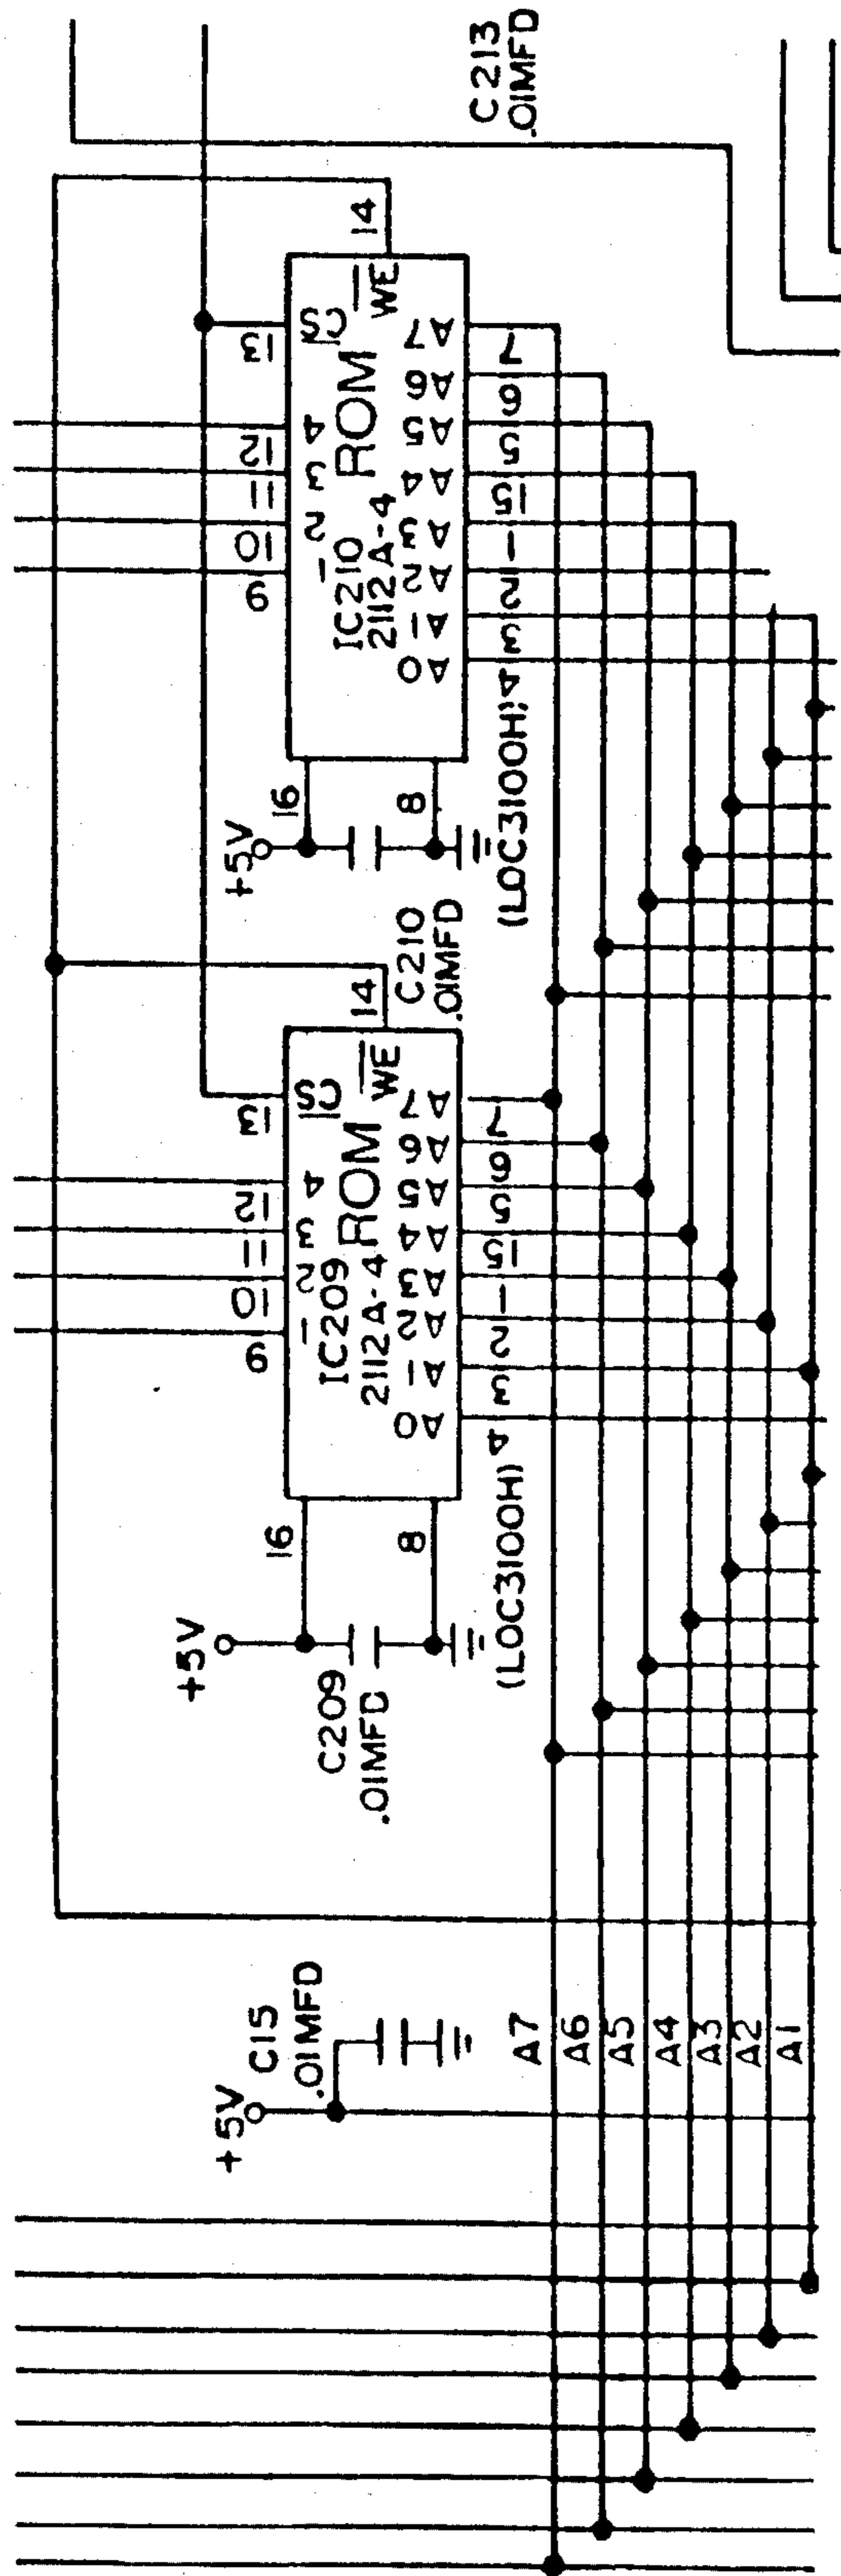 C213
.01MFD
14
WE
13
CS
12
11
10
9
4
3
2
1
ROM
IC210
2112A-4
A7
A6
A5
A4
A3
A2
A1
A0
7
6
5
15
1
2
3
4
(LOC3100H)
16
8
+5V
C210
.01MFD
14
WE
13
CS
12
11
10
9
4
3
2
1
ROM
IC209
2112A-4
A7
A6
A5
A4
A3
A2
A1
A0
7
6
5
15
1
2
3
4
(LOC3100H)
16
8
+5V
C209
.01MFD
C15
.01MFD
+5V
A7
A6
A5
A4
A3
A2
A1